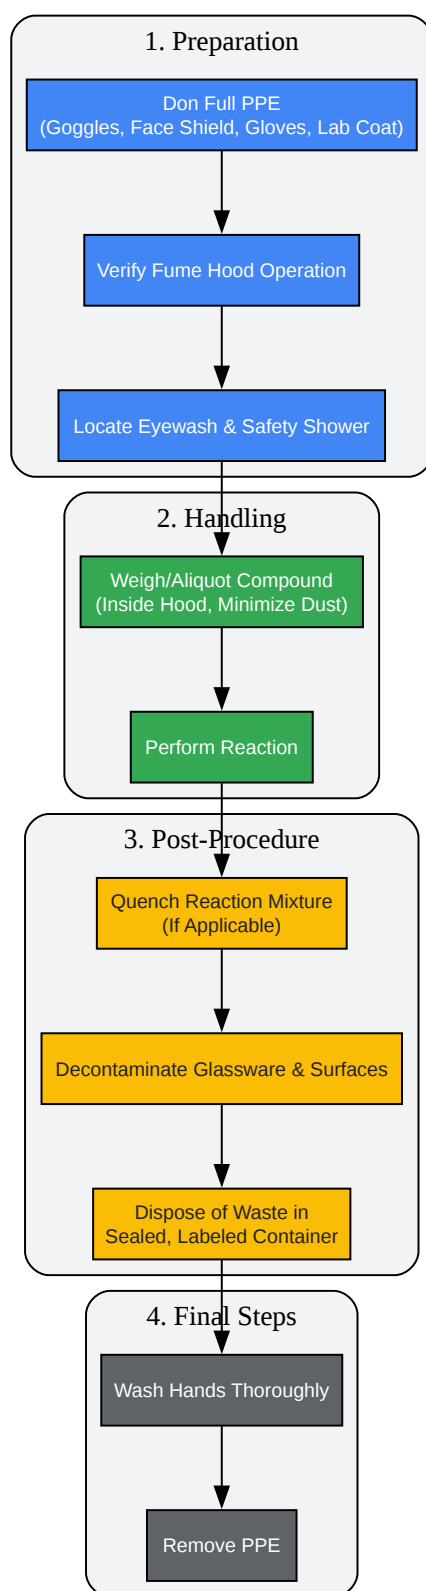 1. Preparation
Don Full PPE
(Goggles, Face Shield, Gloves, Lab Coat)
Verify Fume Hood Operation
Locate Eyewash & Safety Shower
2. Handling
Weigh/Aliquot Compound
(Inside Hood, Minimize Dust)
Perform Reaction
3. Post-Procedure
Quench Reaction Mixture
(If Applicable)
Decontaminate Glassware & Surfaces
Dispose of Waste in
Sealed, Labeled Container
4. Final Steps
Wash Hands Thoroughly
Remove PPE